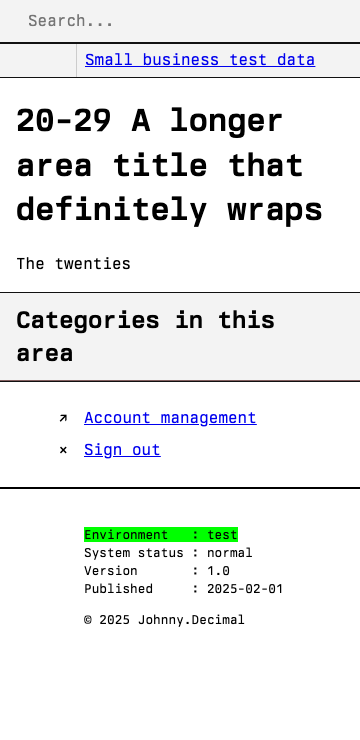 Search...
Small business test data
20-29 A longer
area title that
definitely wraps
The twenties
Categories in this
area
↗ Account management
× Sign out
Environment : test
System status : normal
Version : 1.0
Published : 2025-02-01
© 2025 Johnny.Decimal